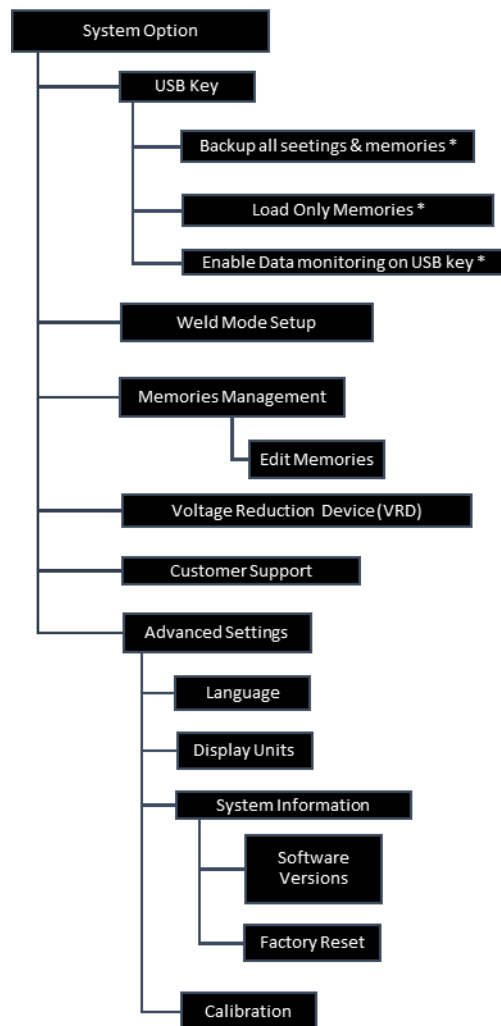 System Option
USB Key
Backup all seetings & memories *
Load Only Memories *
Enable Data monitoring on USB key *
Weld Mode Setup
Memories Management
Edit Memories
Voltage Reduction Device (VRD)
Customer Support
Advanced Settings
Language
Display Units
System Information
Software
Versions
Factory Reset
Calibration